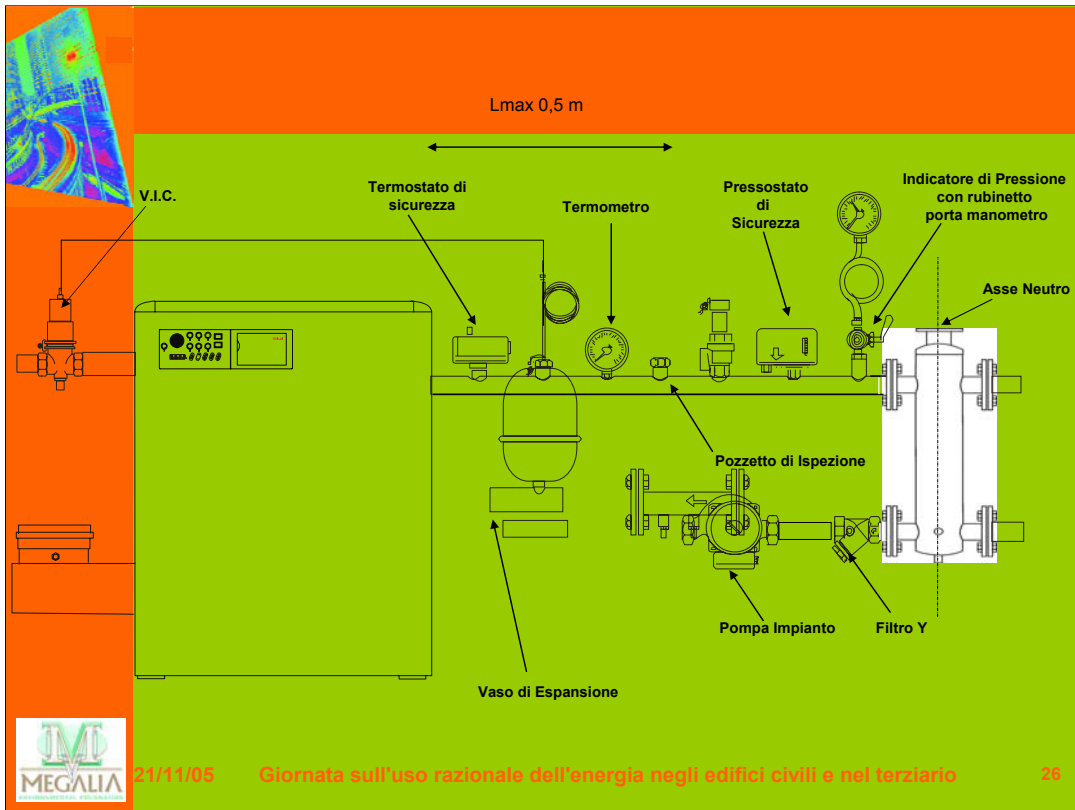 Lmax 0,5 m
V.I.C.
Termostato di
sicurezza
Termometro
Pressostato
di
Sicurezza
Indicatore di Pressione
con rubinetto
porta manometro
Asse Neutro
Pozzetto di Ispezione
Pompa Impianto
Filtro Y
Vaso di Espansione
MEGALIA
21/11/05
Giornata sull'uso razionale dell'energia negli edifici civili e nel terziario
26